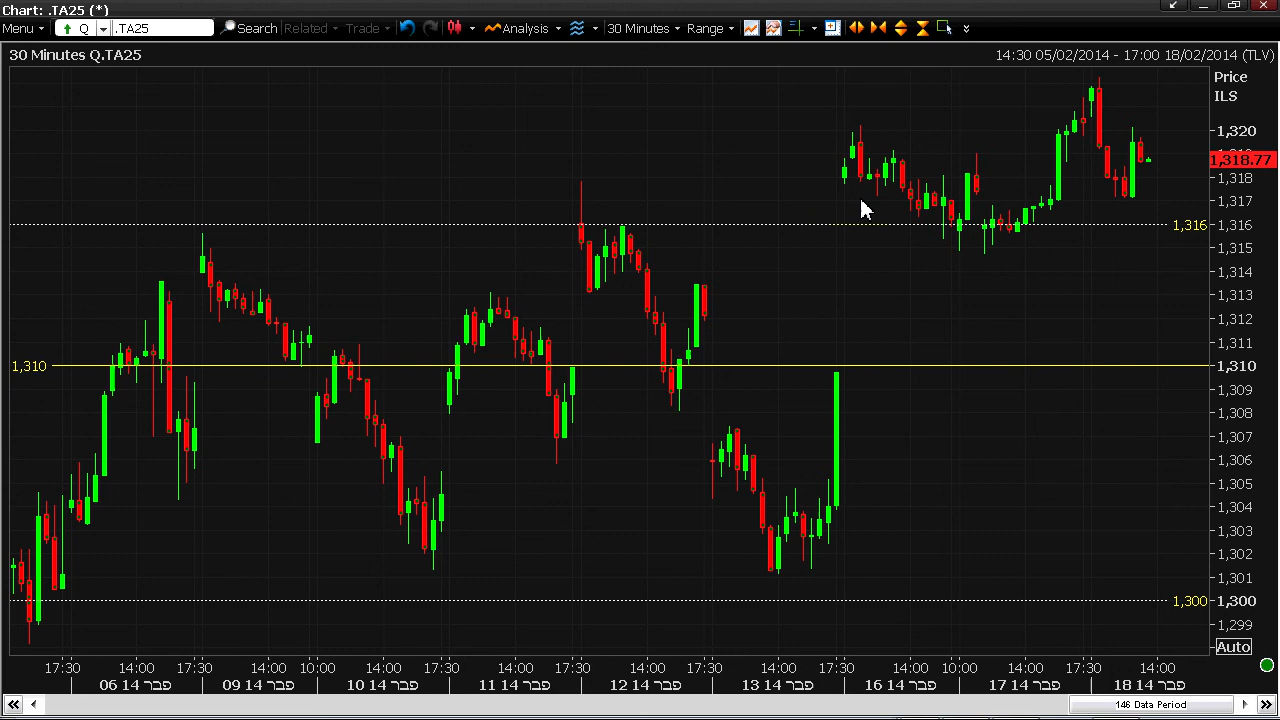 Chart: .TA25 (*)
Menu Q .TA25 Search Related Trade Analysis 30 Minutes Range
30 Minutes Q.TA25 14:30 05/02/2014 - 17:00 18/02/2014 (TLV)
Price
ILS
1,320
1,318.77
1,318
1,317
1,316 1,316
1,315
1,314
1,313
1,312
1,311
1,310 1,310
1,309
1,308
1,307
1,306
1,305
1,304
1,303
1,302
1,301
1,300 1,300
1,299
Auto
17:30 14:00 17:30 14:00 10:00 14:00 17:30 14:00 17:30 14:00 17:30 14:00 17:30 14:00 10:00 14:00 17:30 14:00
06 פבר 14 09 פבר 14 10 פבר 14 11 פבר 14 12 פבר 14 13 פבר 14 16 פבר 14 17 פבר 14 18 פבר 14
146 Data Period